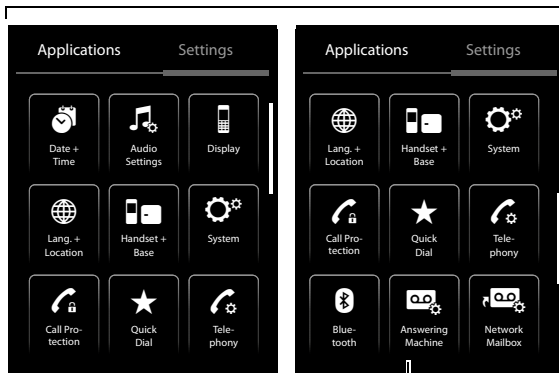 Applications Settings
Date +
Time
Audio
Settings
Display
Lang. +
Location
Handset +
Base
System
Call Pro-
tection
Quick
Dial
Tele-
phony
Applications Settings
Lang. +
Location
Handset +
Base
System
Call Pro-
tection
Quick
Dial
Tele-
phony
Blue-
tooth
Answering
Machine
Network
Mailbox